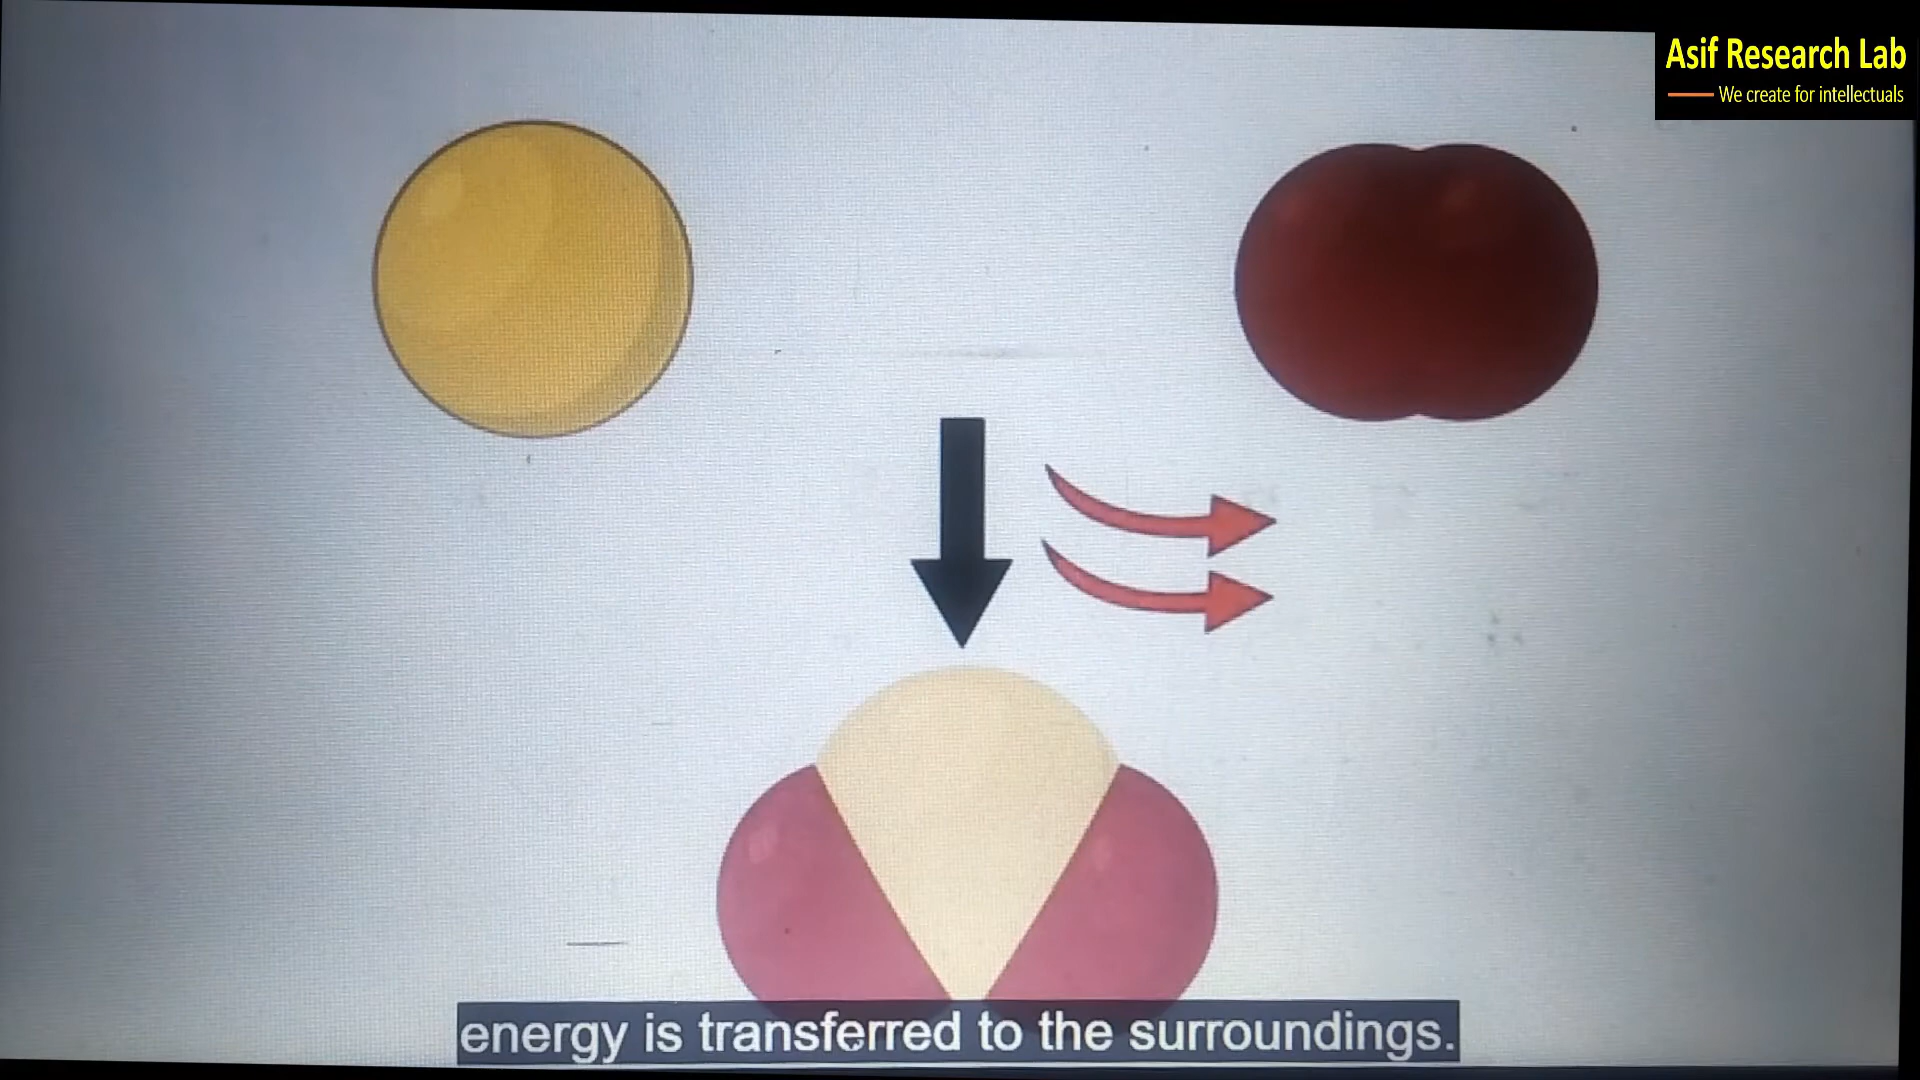 Asif Research Lab
We create for intellectuals
energy is transferred to the surroundings.